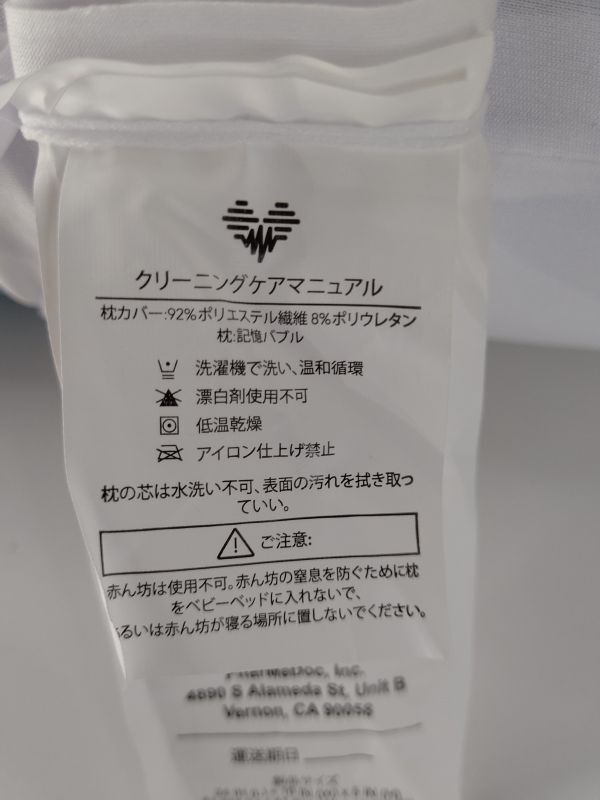 クリーニングケアマニュアル
枕カバー:92%ポリエステル繊維 8%ポリウレタン
枕:記憶バブル
洗濯機で洗い、温和循環
漂白剤使用不可
低温乾燥
アイロン仕上げ禁止
枕の芯は水洗い不可、表面の汚れを拭き取っ
ていい。
ご注意:
赤ん坊は使用不可。赤ん坊の窒息を防ぐために枕
をベビーベッドに入れないで、
るいは赤ん坊が寝る場所に置しないでください。
PharMeDoc, Inc.
4690 S Alameda St, Unit B
Vernon, CA 90058
運送期日